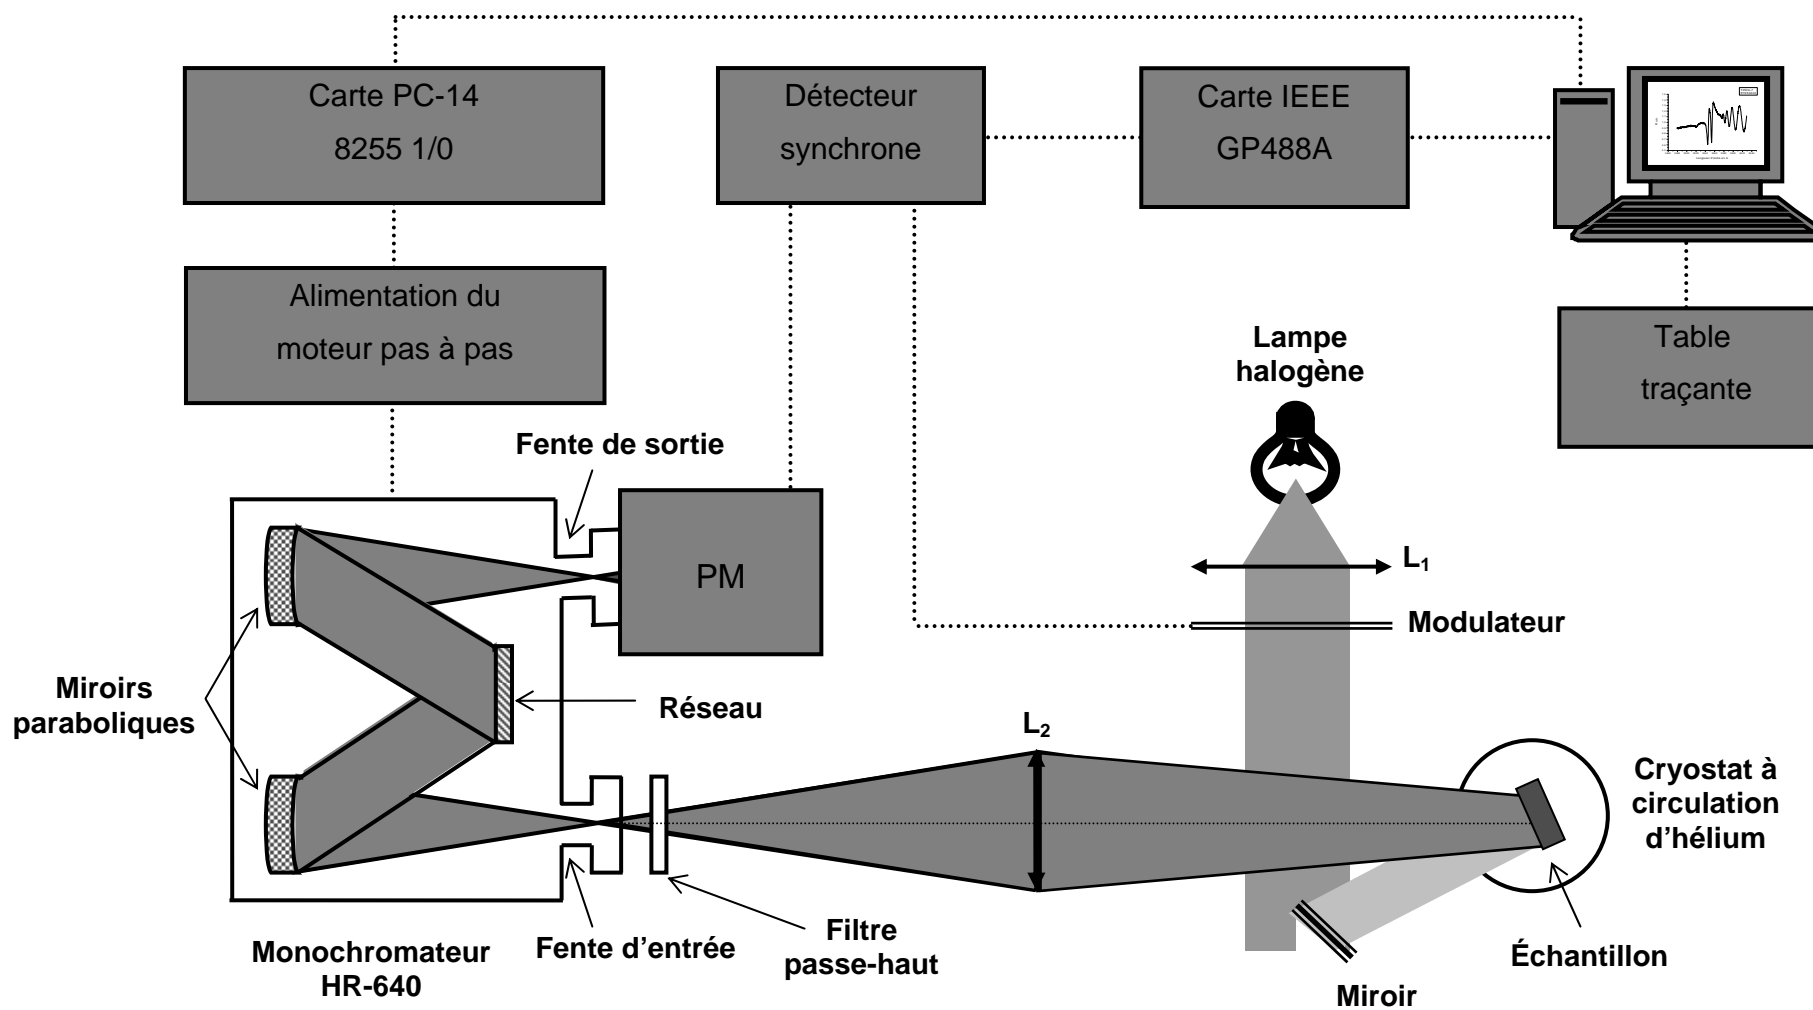 Carte PC-14
8255 1/0
Détecteur
synchrone
Carte IEEE
GP488A
Alimentation du
moteur pas à pas
Table
traçante
Lampe
halogène
Fente de sortie
PM
L1
Modulateur
Miroirs
paraboliques
Réseau
L2
Cryostat à
circulation
d’hélium
Monochromateur
HR-640
Fente d’entrée
Filtre
passe-haut
Échantillon
Miroir